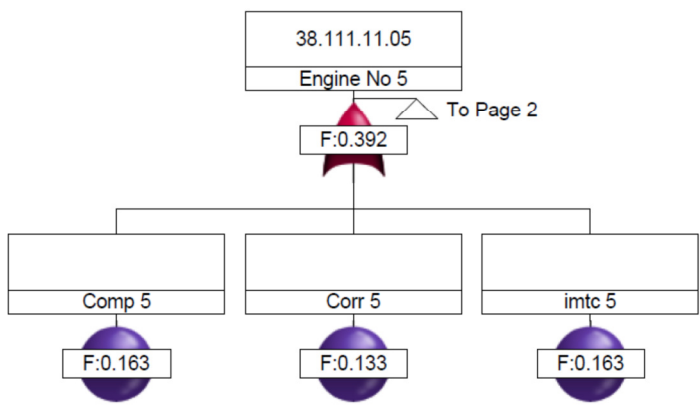 38.111.11.05
Engine No 5
To Page 2
F:0.392
Comp 5
Corr 5
imtc 5
F:0.163
F:0.133
F:0.163